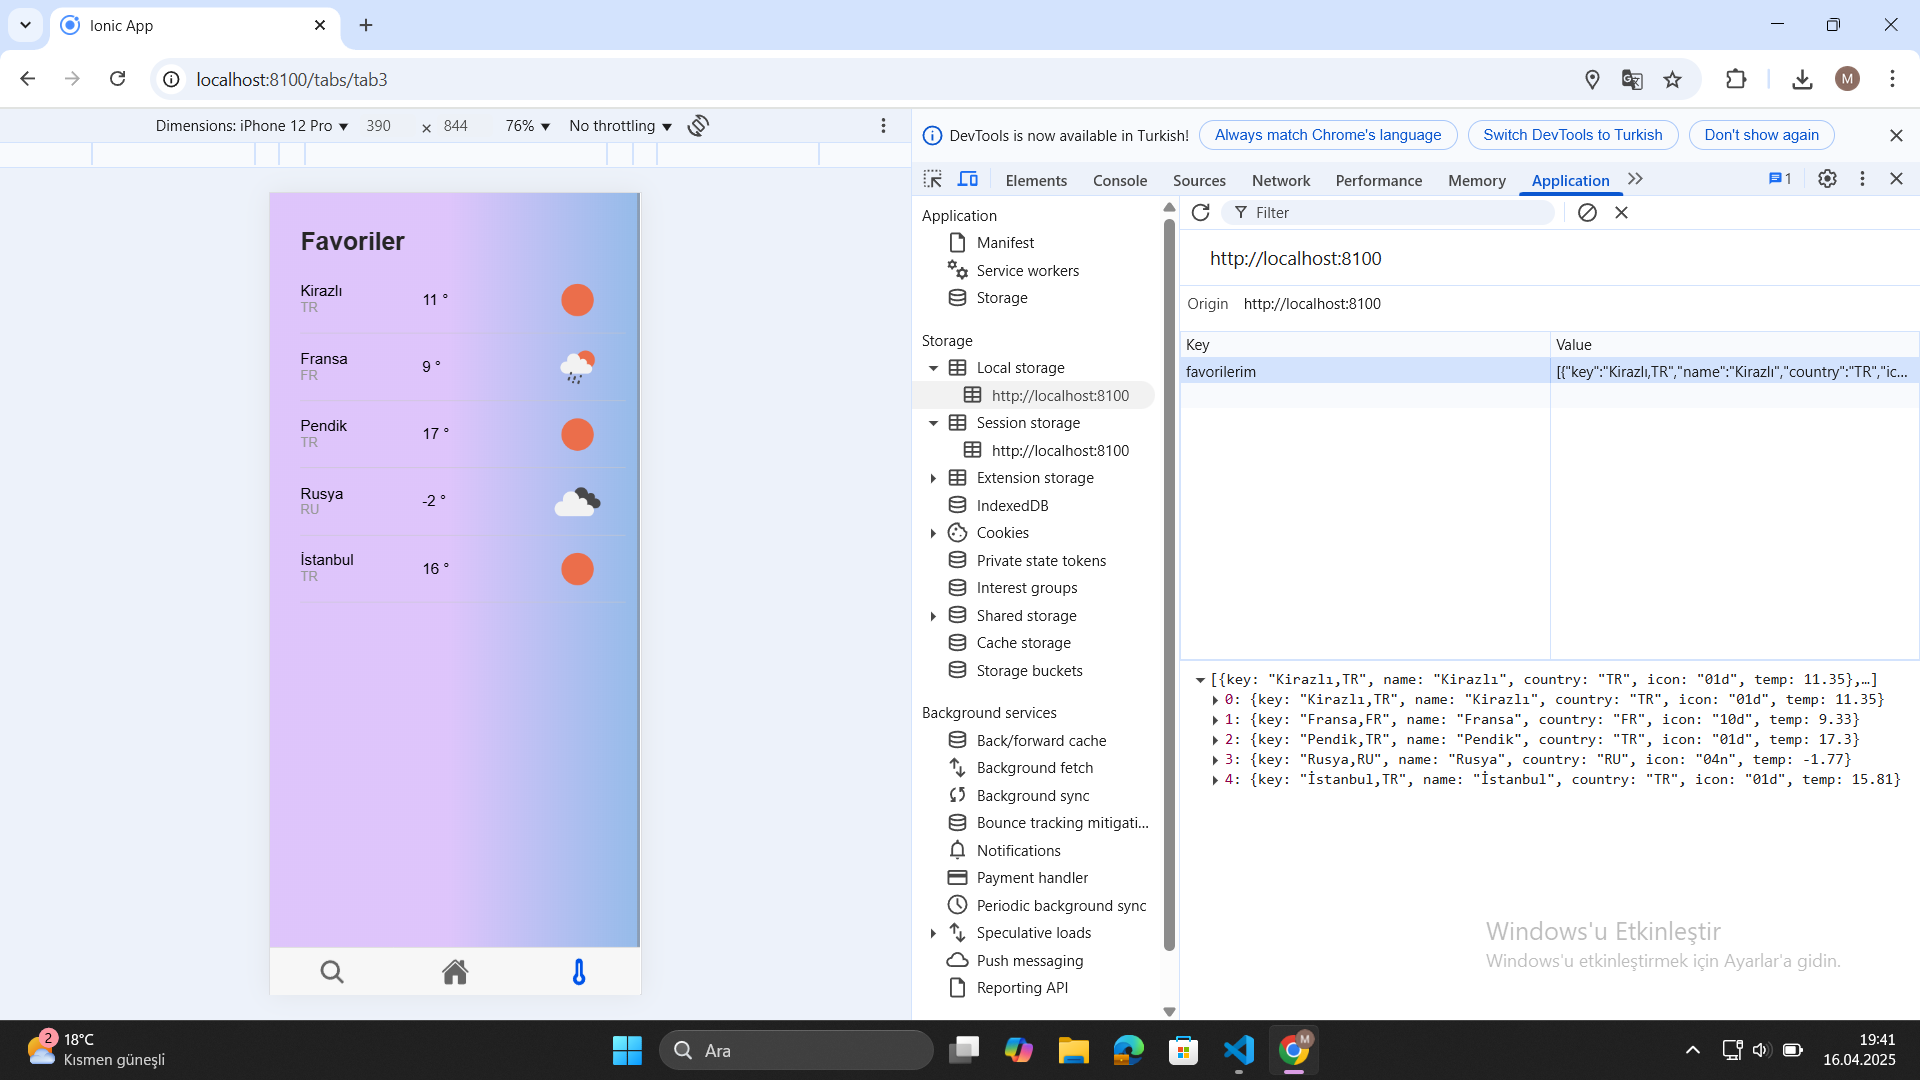 Ionic App
localhost:8100/tabs/tab3
M
Dimensions: iPhone 12 Pro 390 × 844 76% No throttling
DevTools is now available in Turkish! Always match Chrome's language Switch DevTools to Turkish Don't show again
Elements Console Sources Network Performance Memory Application 1
Favoriler
Kirazlı
TR
11 °
Fransa
FR
9 °
Pendik
TR
17 °
Rusya
RU
-2 °
İstanbul
TR
16 °
Application
Manifest
Service workers
Storage
Storage
Local storage
http://localhost:8100
Session storage
http://localhost:8100
Extension storage
IndexedDB
Cookies
Private state tokens
Interest groups
Shared storage
Cache storage
Storage buckets
Background services
Back/forward cache
Background fetch
Background sync
Bounce tracking mitigati...
Notifications
Payment handler
Periodic background sync
Speculative loads
Push messaging
Reporting API
Filter
http://localhost:8100
Origin http://localhost:8100
Key Value
favorilerim [{"key":"Kirazlı,TR","name":"Kirazlı","country":"TR","ic...
[{key: "Kirazlı,TR", name: "Kirazlı", country: "TR", icon: "01d", temp: 11.35},…]
0: {key: "Kirazlı,TR", name: "Kirazlı", country: "TR", icon: "01d", temp: 11.35}
1: {key: "Fransa,FR", name: "Fransa", country: "FR", icon: "10d", temp: 9.33}
2: {key: "Pendik,TR", name: "Pendik", country: "TR", icon: "01d", temp: 17.3}
3: {key: "Rusya,RU", name: "Rusya", country: "RU", icon: "04n", temp: -1.77}
4: {key: "İstanbul,TR", name: "İstanbul", country: "TR", icon: "01d", temp: 15.81}
Windows'u Etkinleştir
Windows'u etkinleştirmek için Ayarlar'a gidin.
2
18°C
Kısmen güneşli
Ara
M
19:41
16.04.2025